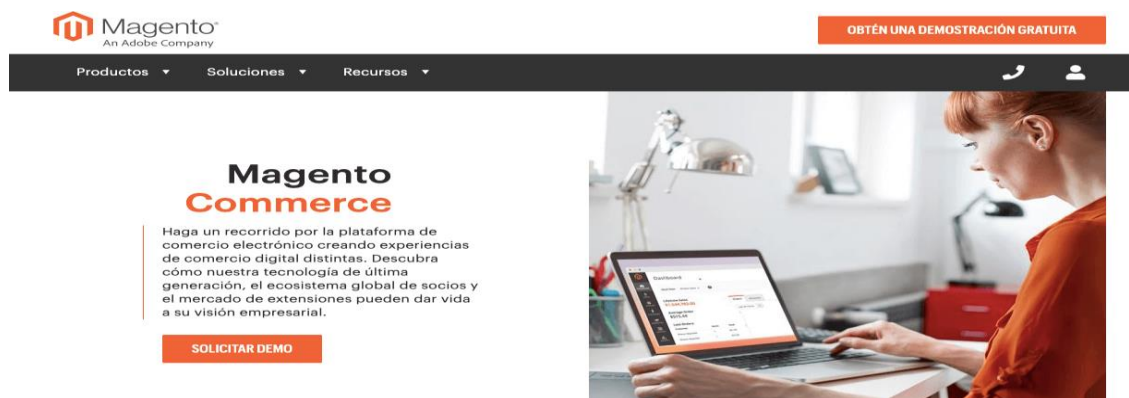 Magento
An Adobe Company
OBTÉN UNA DEMOSTRACIÓN GRATUITA
Productos
Soluciones
Recursos
Magento
Commerce
Haga un recorrido por la plataforma de
comercio electrónico creando experiencias
de comercio digital distintas. Descubra
cómo nuestra tecnología de última
generación, el ecosistema global de socios y
el mercado de extensiones pueden dar vida
a su visión empresarial.
SOLICITAR DEMO
Dashboard